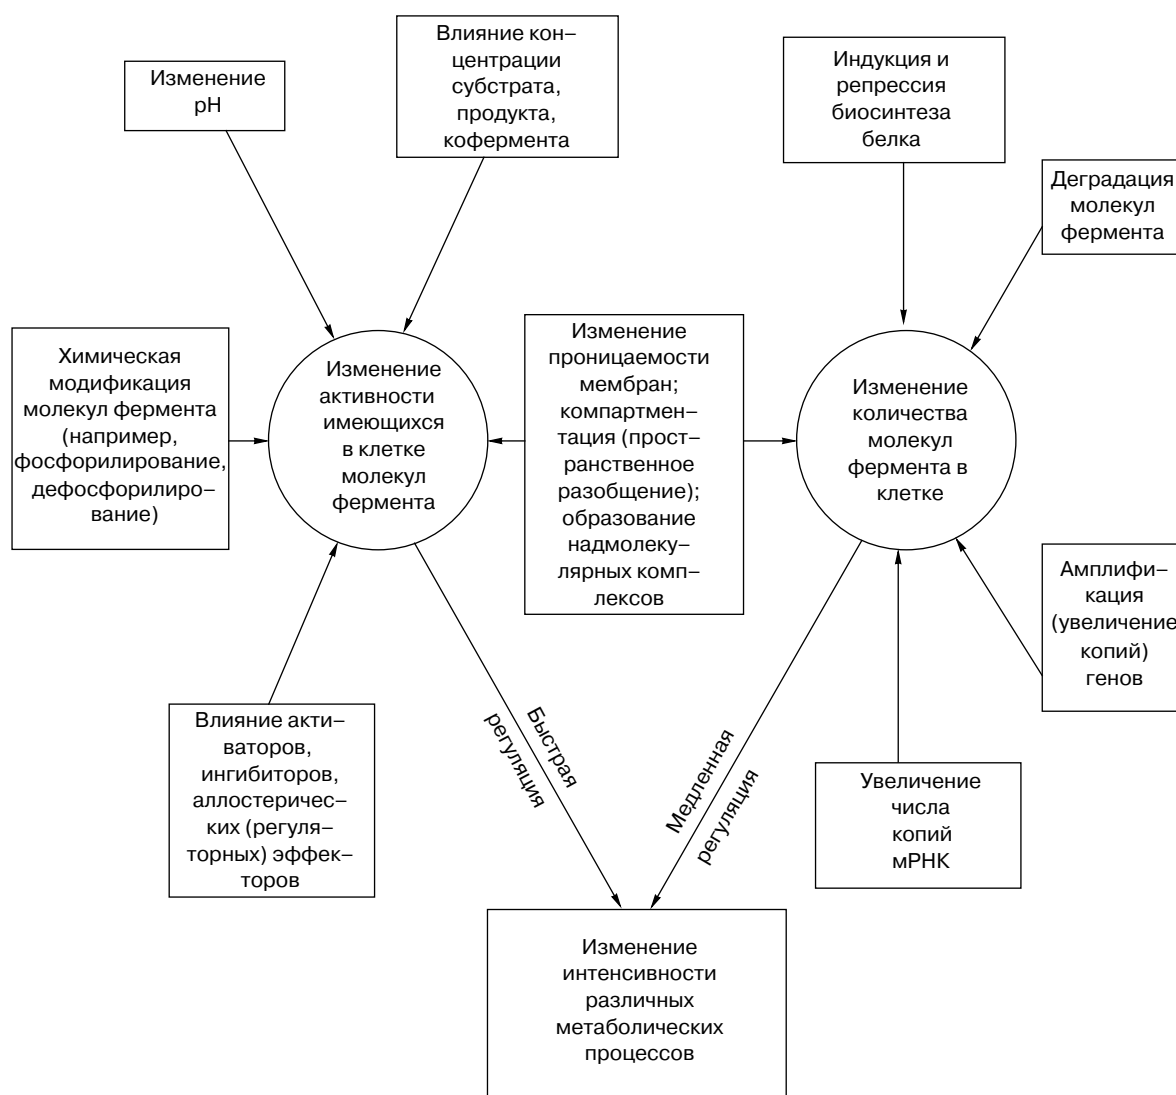 Изменение
рН
Влияние кон–
центрации
субстрата,
продукта,
кофермента
Индукция и
репрессия
биосинтеза
белка
Деградация
молекул
фермента
Химическая
модификация
молекул фермента
(например,
фосфорилирование,
дефосфорилиро–
вание)
Изменение
активности
имеющихся
в клетке
молекул
фермента
Изменение
проницаемости
мембран;
компартмен–
тация (прост–
ранственное
разобщение);
образование
надмолеку–
лярных комп–
лексов
Изменение
количества
молекул
фермента в
клетке
Амплифи–
кация
(увеличение
копий)
генов
Влияние акти–
ваторов,
ингибиторов,
аллостеричес–
ких (регуля–
торных) эффек–
торов
Быстрая
регуляция
Медленная
регуляция
Увеличение
числа
копий
мРНК
Изменение
интенсивности
различных
метаболических
процессов